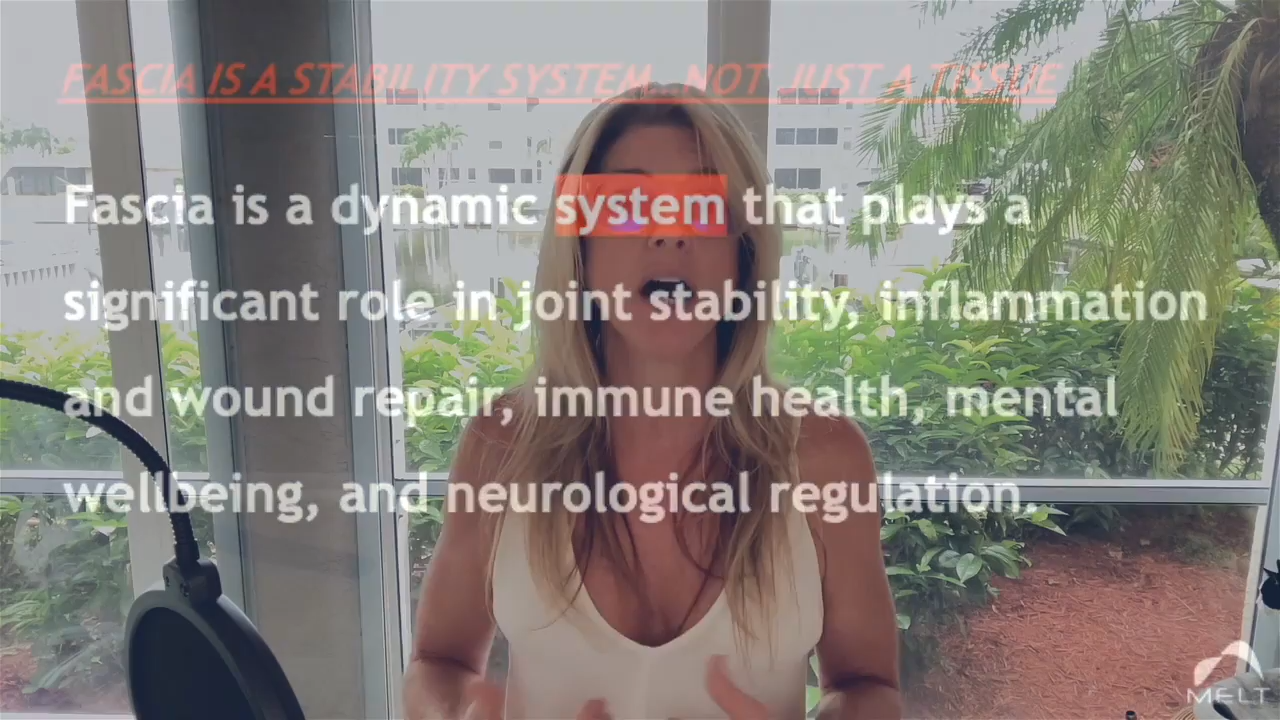 FASCIA IS A STABILITY SYSTEM, NOT JUST A TISSUE
Fascia is a dynamic system that plays a
significant role in joint stability, inflammation
and wound repair, immune health, mental
wellbeing, and neurological regulation.
MELT